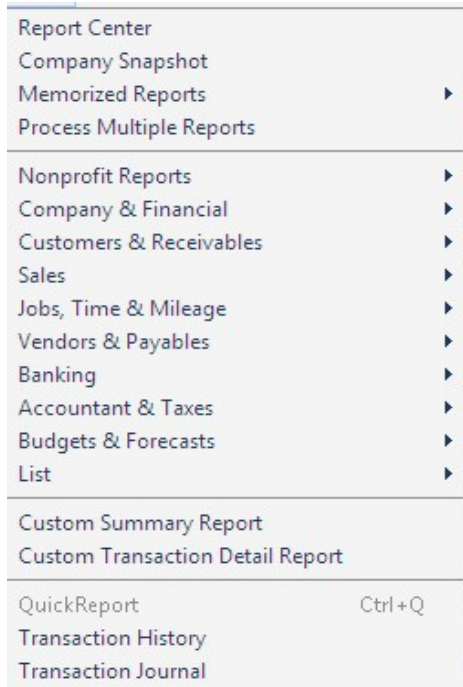 Report Center
Company Snapshot
Memorized Reports
Process Multiple Reports
Nonprofit Reports
Company & Financial
Customers & Receivables
Sales
Jobs, Time & Mileage
Vendors & Payables
Banking
Accountant & Taxes
Budgets & Forecasts
List
Custom Summary Report
Custom Transaction Detail Report
QuickReport Ctrl+Q
Transaction History
Transaction Journal